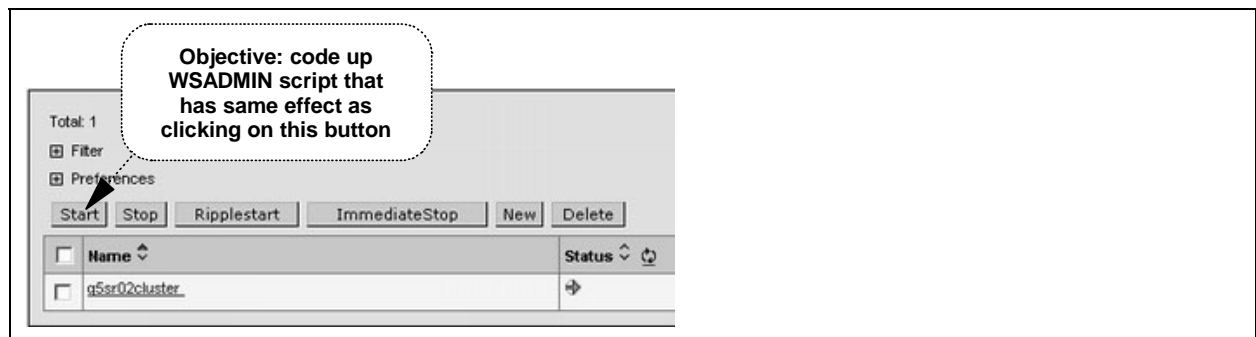 Objective: code up
WSADMIN script that
has same effect as
clicking on this button
Total: 1
Filter
Preferences
Start Stop Ripplestart ImmediateStop New Delete
Name Status
g5sr02cluster